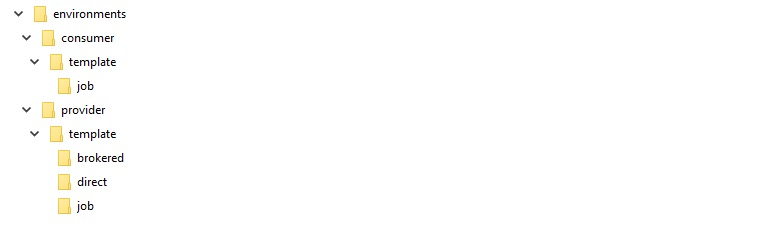 environments
consumer
template
job
provider
template
brokered
direct
job